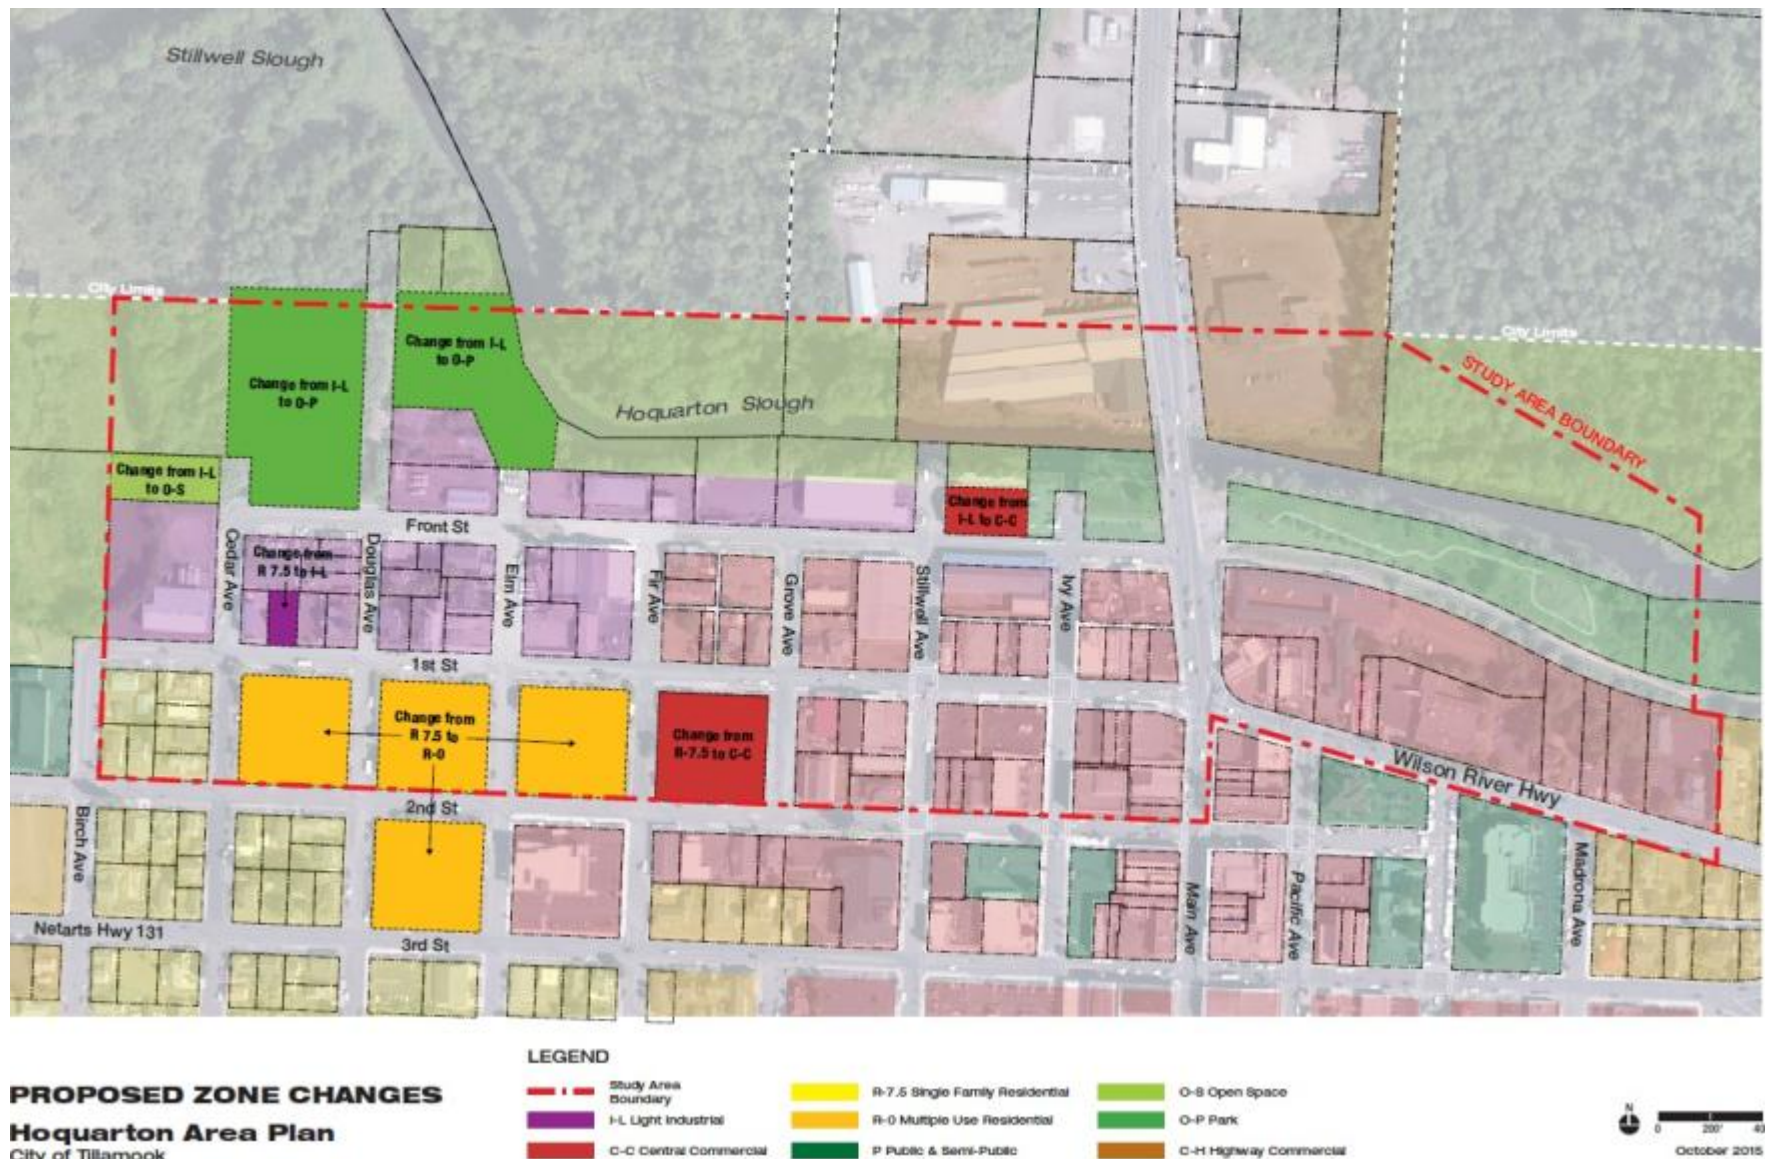 Stillwell Slough
City Limits
City Limits
STUDY AREA BOUNDARY
Change from I-L
to O-P
Change from I-L
to O-P
Hoquarton Slough
Change from I-L
to O-S
Change from
I-L to C-C
Front St
Cedar Ave
Change from
R 7.5 to I-L
Douglas Ave
Elm Ave
Fir Ave
Grove Ave
Stillwell Ave
Ivy Ave
1st St
Change from
R 7.5 to
R-0
Change from
R-7.5 to C-C
Wilson River Hwy
2nd St
Birch Ave
Main Ave
Pacific Ave
Madrona Ave
Netarts Hwy 131
3rd St
LEGEND
PROPOSED ZONE CHANGES
Hoquarton Area Plan
City of Tillamook
Study Area
Boundary
I-L Light Industrial
C-C Central Commercial
R-7.5 Single Family Residential
R-0 Multiple Use Residential
P Public & Semi-Public
O-S Open Space
O-P Park
C-H Highway Commercial
N
0 200'
October 2015